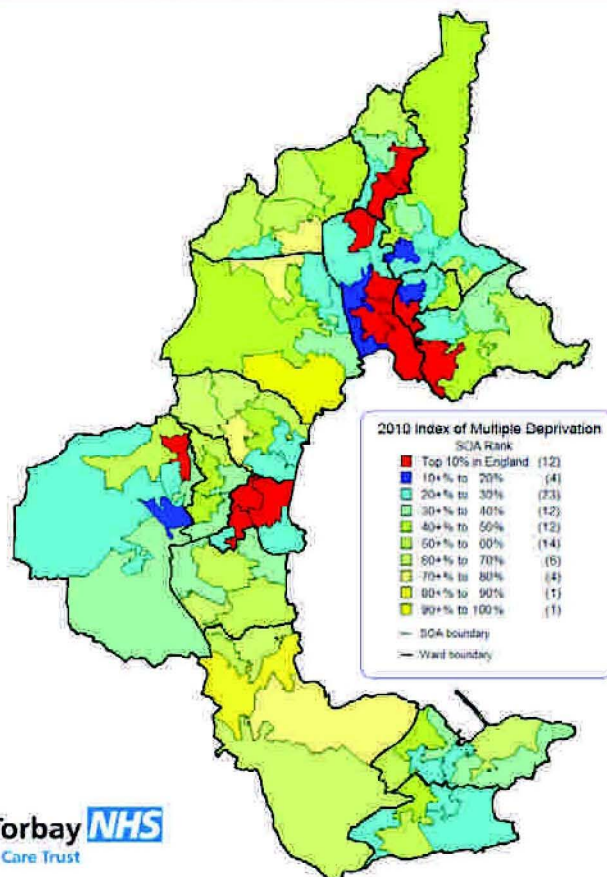 2010 Index of Multiple Deprivation
SOA Rank
Top 10% in England (12)
10+% to 20% (4)
20+% to 30% (23)
30+% to 40% (12)
40+% to 50% (12)
50+% to 60% (14)
60+% to 70% (6)
70+% to 80% (4)
80+% to 90% (1)
90+% to 100% (1)
SOA boundary
Ward boundary
Torbay NHS
Care Trust